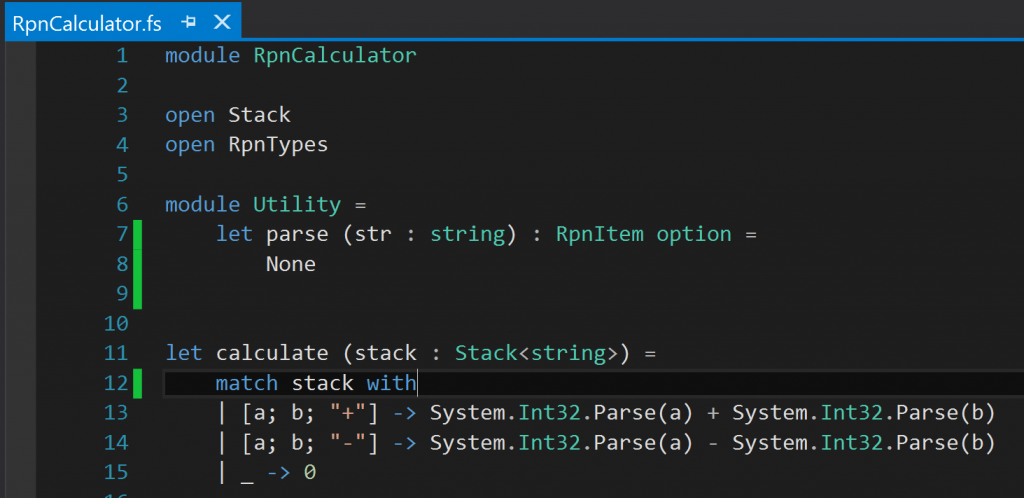 RpnCalculator.fs
1 module RpnCalculator
2
3 open Stack
4 open RpnTypes
5
6 module Utility =
7 let parse (str : string) : RpnItem option =
8 None
9
10
11 let calculate (stack : Stack<string>) =
12 match stack with
13 | [a; b; "+"] -> System.Int32.Parse(a) + System.Int32.Parse(b)
14 | [a; b; "-"] -> System.Int32.Parse(a) - System.Int32.Parse(b)
15 | _ -> 0